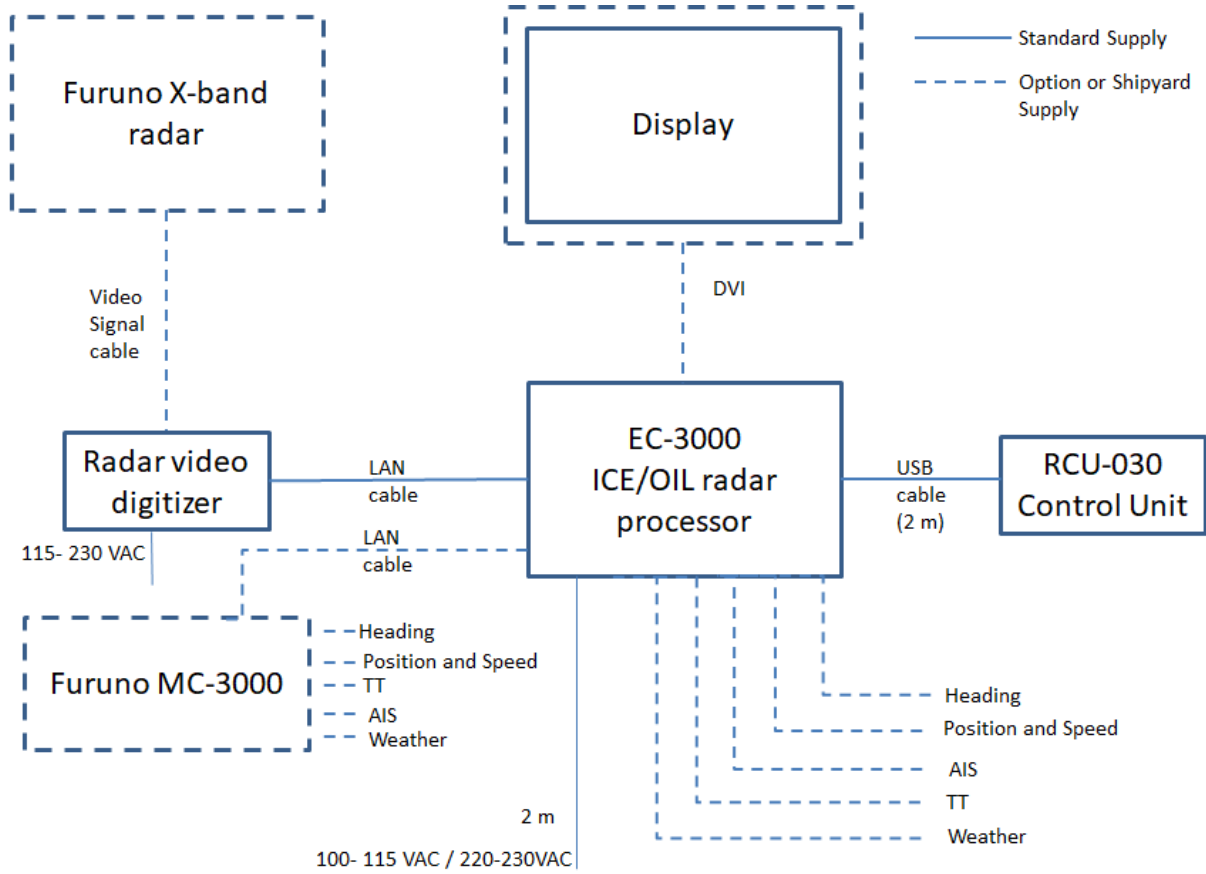 Furuno X-band
radar
Display
Standard Supply
Option or Shipyard
Supply
Video
Signal
cable
DVI
Radar video
digitizer
LAN
cable
EC-3000
ICE/OIL radar
processor
USB
cable
(2 m)
RCU-030
Control Unit
115- 230 VAC
LAN
cable
Furuno MC-3000
Heading
Position and Speed
TT
AIS
Weather
Heading
Position and Speed
AIS
TT
Weather
2 m
100- 115 VAC / 220-230VAC